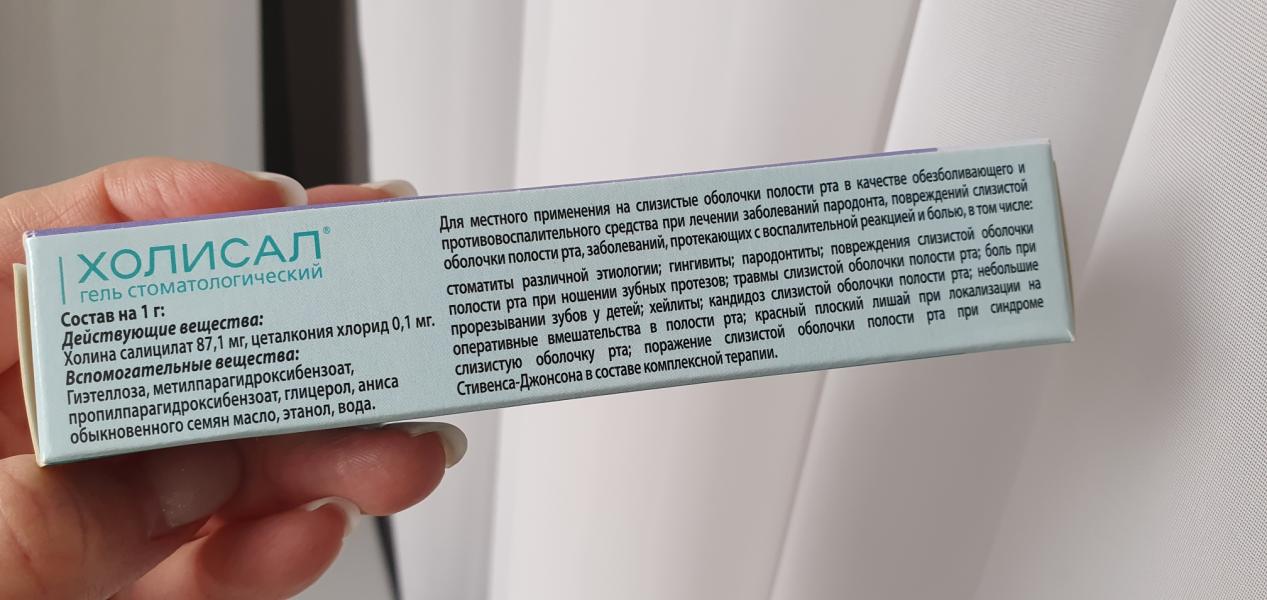 ХОЛИСАЛ®
гель стоматологический
Состав на 1 г:
Действующие вещества:
Холина салицилат 87,1 мг, цеталкония хлорид 0,1 мг.
Вспомогательные вещества:
Гиэтеллоза, метилпарагидроксибензоат,
пропилпарагидроксибензоат, глицерол, аниса
обыкновенного семян масло, этанол, вода.
Для местного применения на слизистые оболочки полости рта в качестве обезболивающего и
противовоспалительного средства при лечении заболеваний пародонта, повреждений слизистой
оболочки полости рта, заболеваний, протекающих с воспалительной реакцией и болью, в том числе:
стоматиты различной этиологии; гингивиты; пародонтиты; повреждения слизистой оболочки
полости рта при ношении зубных протезов; травмы слизистой оболочки полости рта; боль при
прорезывании зубов у детей; хейлиты; кандидоз слизистой оболочки полости рта; небольшие
оперативные вмешательства в полости рта; красный плоский лишай при локализации на
слизистую оболочку рта; поражение слизистой оболочки полости рта при синдроме
Стивенса-Джонсона в составе комплексной терапии.